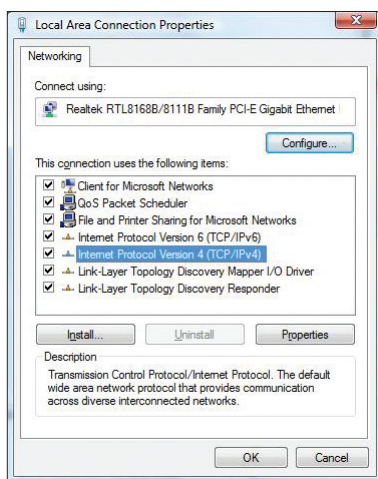 Local Area Connection Properties
Networking
Connect using:
Realtek RTL8168B/8111B Family PCI-E Gigabit Ethernet
Configure...
This connection uses the following items:
Client for Microsoft Networks
QoS Packet Scheduler
File and Printer Sharing for Microsoft Networks
Internet Protocol Version 6 (TCP/IPv6)
Internet Protocol Version 4 (TCP/IPv4)
Link-Layer Topology Discovery Mapper I/O Driver
Link-Layer Topology Discovery Responder
Install...
Uninstall
Properties
Description
Transmission Control Protocol/Internet Protocol. The default
wide area network protocol that provides communication
across diverse interconnected networks.
OK
Cancel